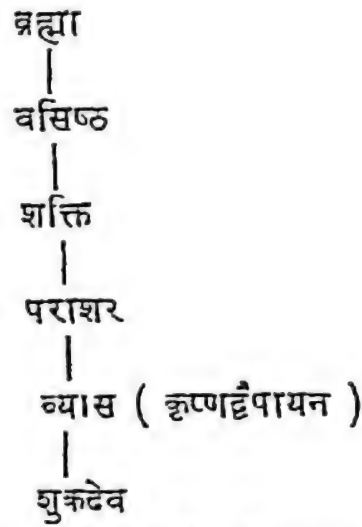 ब्रह्मा
वसिष्ठ
शक्ति
पराशर
व्यास ( कृष्णद्वैपायन )
शुकदेव